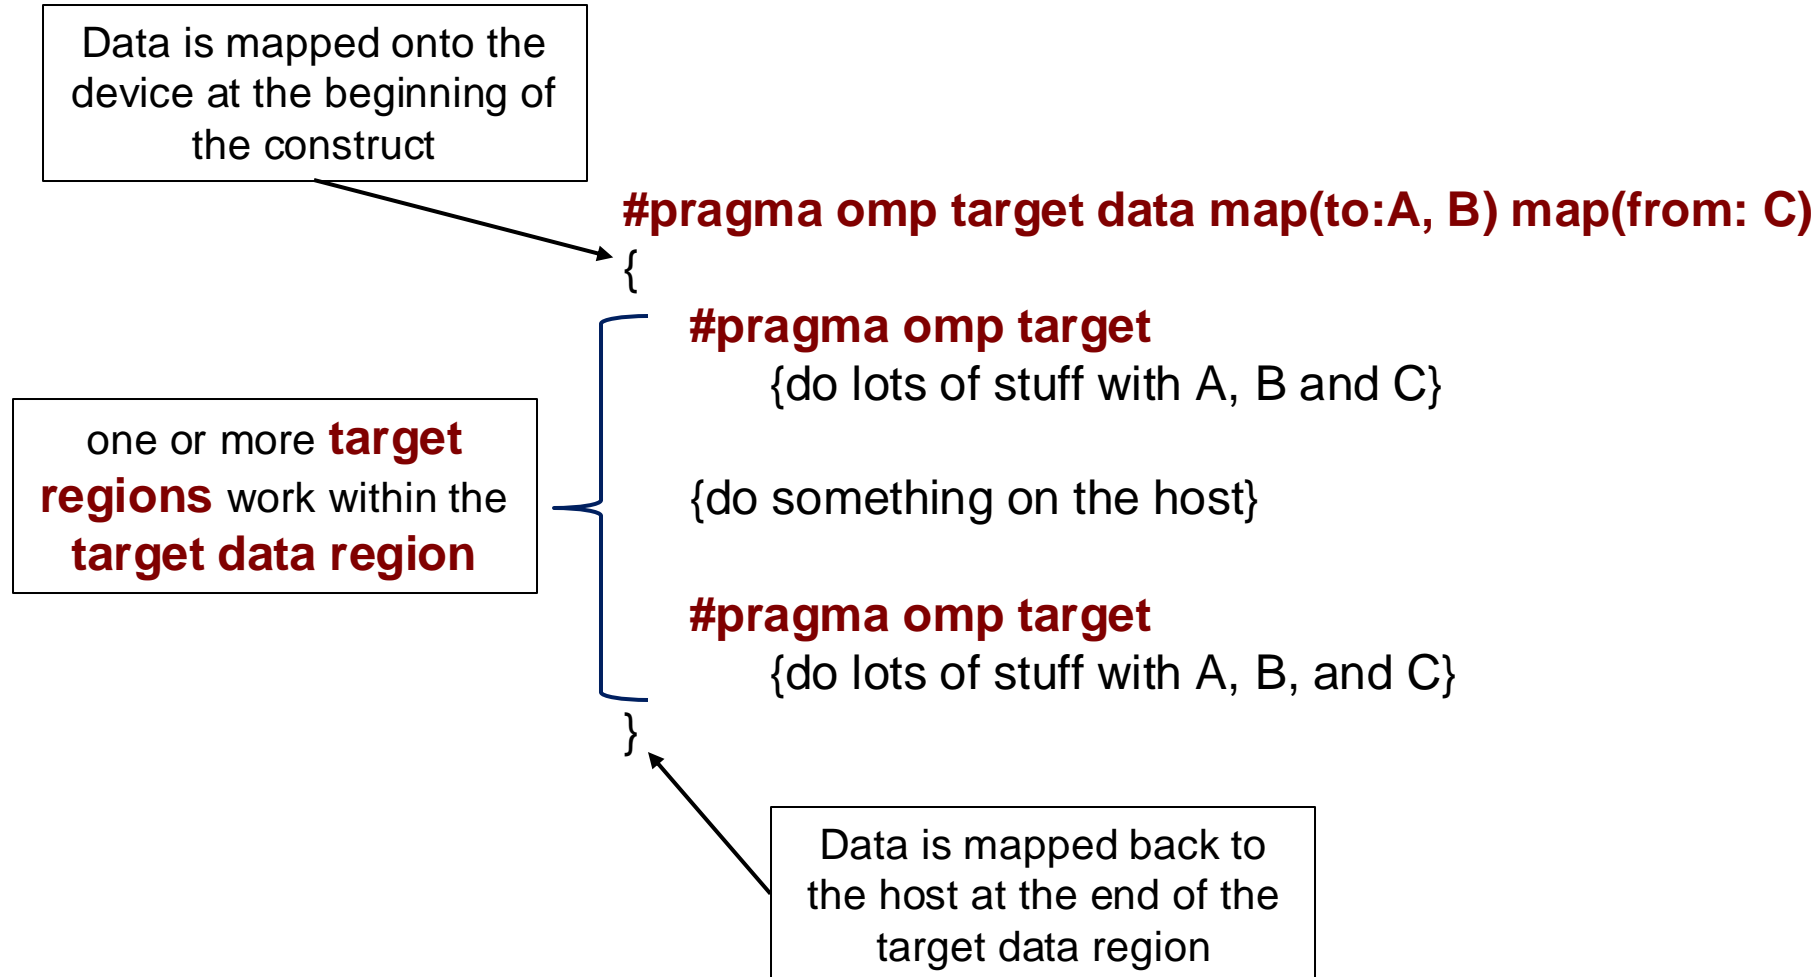 Data is mapped onto the
device at the beginning of
the construct
#pragma omp target data map(to:A, B) map(from: C)
{
#pragma omp target
{do lots of stuff with A, B and C}
one or more target
regions work within the
target data region
{do something on the host}
#pragma omp target
{do lots of stuff with A, B, and C}
}
Data is mapped back to
the host at the end of the
target data region